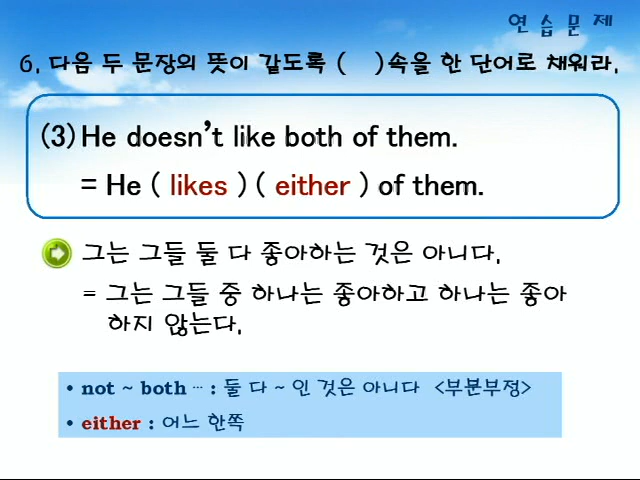 연 습 문 제
6. 다음 두 문장의 뜻이 같도록 (   )속을 한 단어로 채워라.
(3) He doesn't like both of them.
= He ( likes ) ( either ) of them.
그는 그들 둘 다 좋아하는 것은 아니다.
= 그는 그들 중 하나는 좋아하고 하나는 좋아
하지 않는다.
• not ~ both … : 둘 다 ~ 인 것은 아니다 <부분부정>
• either : 어느 한쪽